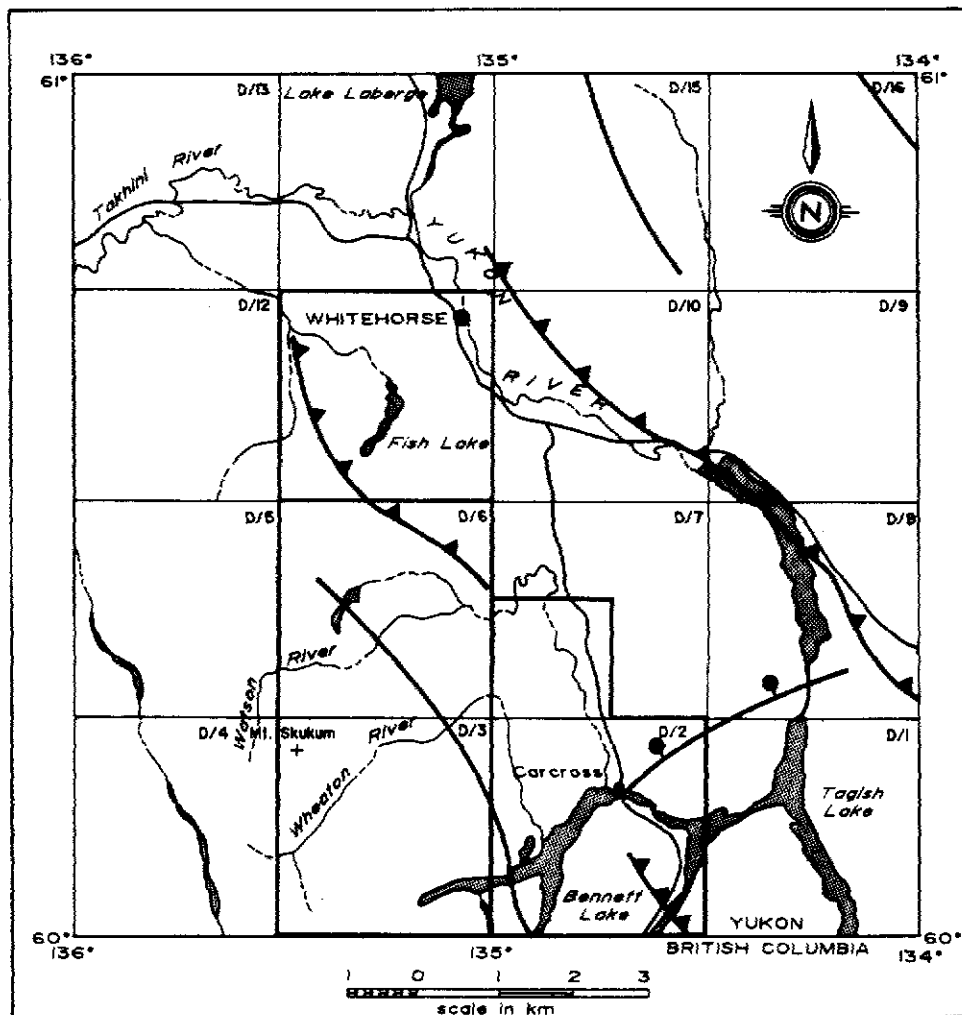 136° 135° 134°
61° 61°
D/13 Lake Laberge D/15 D/16
Takhini River
N
YUKON
D/12 D/10 D/9
WHITEHORSE
RIVER
Fish Lake
D/5 D/6 D/7 D/8
Watson River
D/4 Mt. Skukum D/3 D/2 D/1
Wheaton River
Carcross
Tagish Lake
Bennett Lake
YUKON
60° 60°
BRITISH COLUMBIA
136° 135° 134°
1 0 1 2 3
scale in km